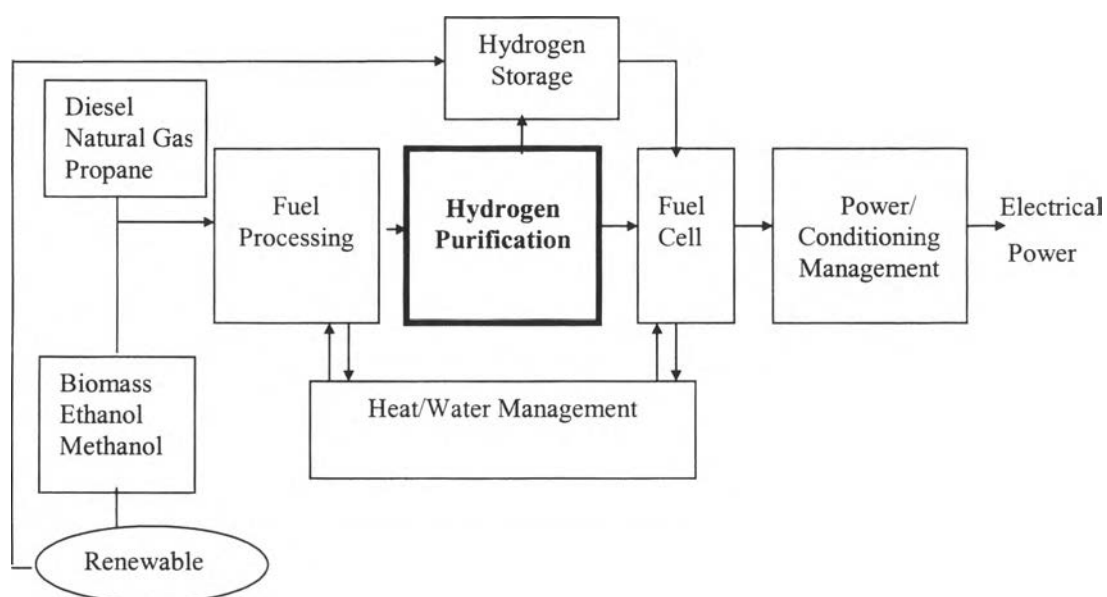 Hydrogen
Storage
Diesel
Natural Gas
Propane
Fuel
Processing
Hydrogen
Purification
Fuel
Cell
Power/
Conditioning
Management
Electrical
Power
Biomass
Ethanol
Methanol
Heat/Water Management
Renewable